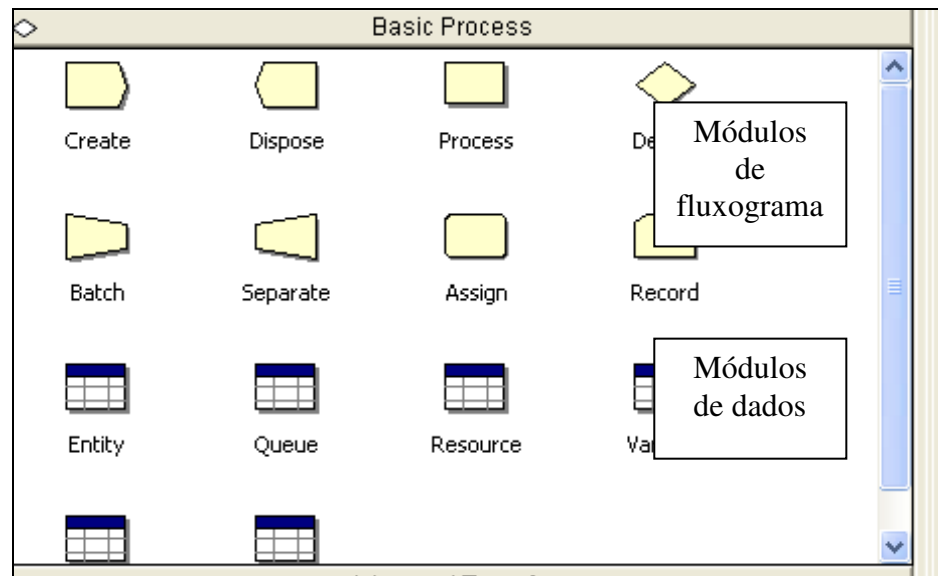 Basic Process
Create Dispose Process De
Módulos
de
fluxograma
Batch Separate Assign Record
Módulos
de dados
Entity Queue Resource Va